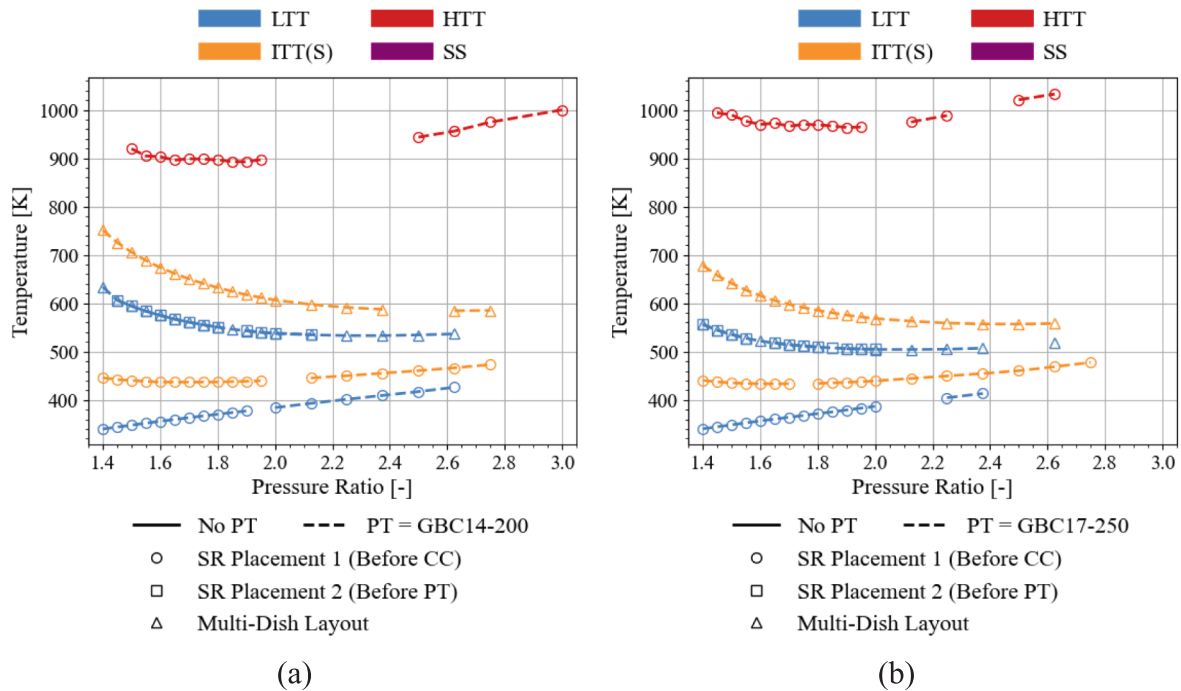 LTT HTT
ITT(S) SS
1000
900
800
700
600
500
400
Temperature [K]
1.4 1.6 1.8 2.0 2.2 2.4 2.6 2.8 3.0
Pressure Ratio [-]
No PT PT = GBC14-200
SR Placement 1 (Before CC)
SR Placement 2 (Before PT)
Multi-Dish Layout
(a)
LTT HTT
ITT(S) SS
1000
900
800
700
600
500
400
Temperature [K]
1.4 1.6 1.8 2.0 2.2 2.4 2.6 2.8 3.0
Pressure Ratio [-]
No PT PT = GBC17-250
SR Placement 1 (Before CC)
SR Placement 2 (Before PT)
Multi-Dish Layout
(b)